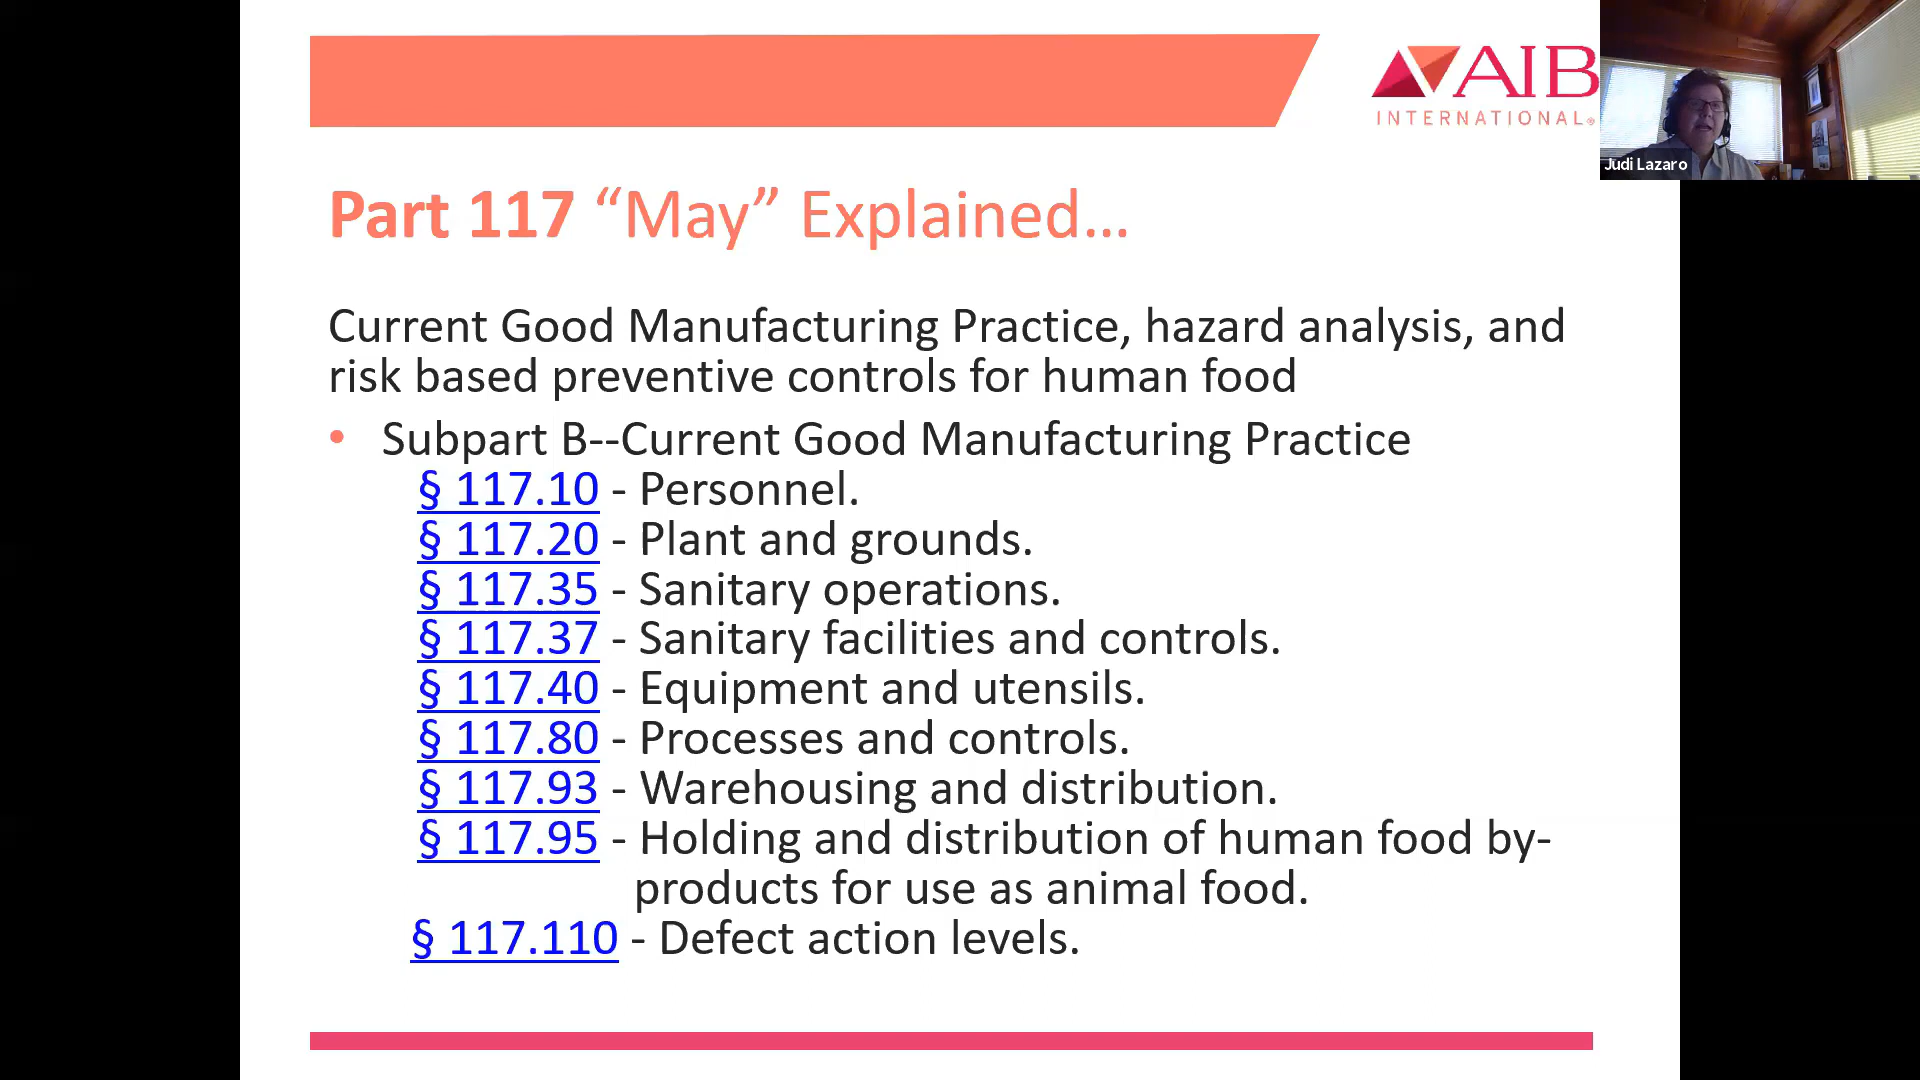 AIB
INTERNATIONAL®
Judi Lazaro
Part 117 “May” Explained…
Current Good Manufacturing Practice, hazard analysis, and
risk based preventive controls for human food
• Subpart B--Current Good Manufacturing Practice
§ 117.10 - Personnel.
§ 117.20 - Plant and grounds.
§ 117.35 - Sanitary operations.
§ 117.37 - Sanitary facilities and controls.
§ 117.40 - Equipment and utensils.
§ 117.80 - Processes and controls.
§ 117.93 - Warehousing and distribution.
§ 117.95 - Holding and distribution of human food by-
products for use as animal food.
§ 117.110 - Defect action levels.